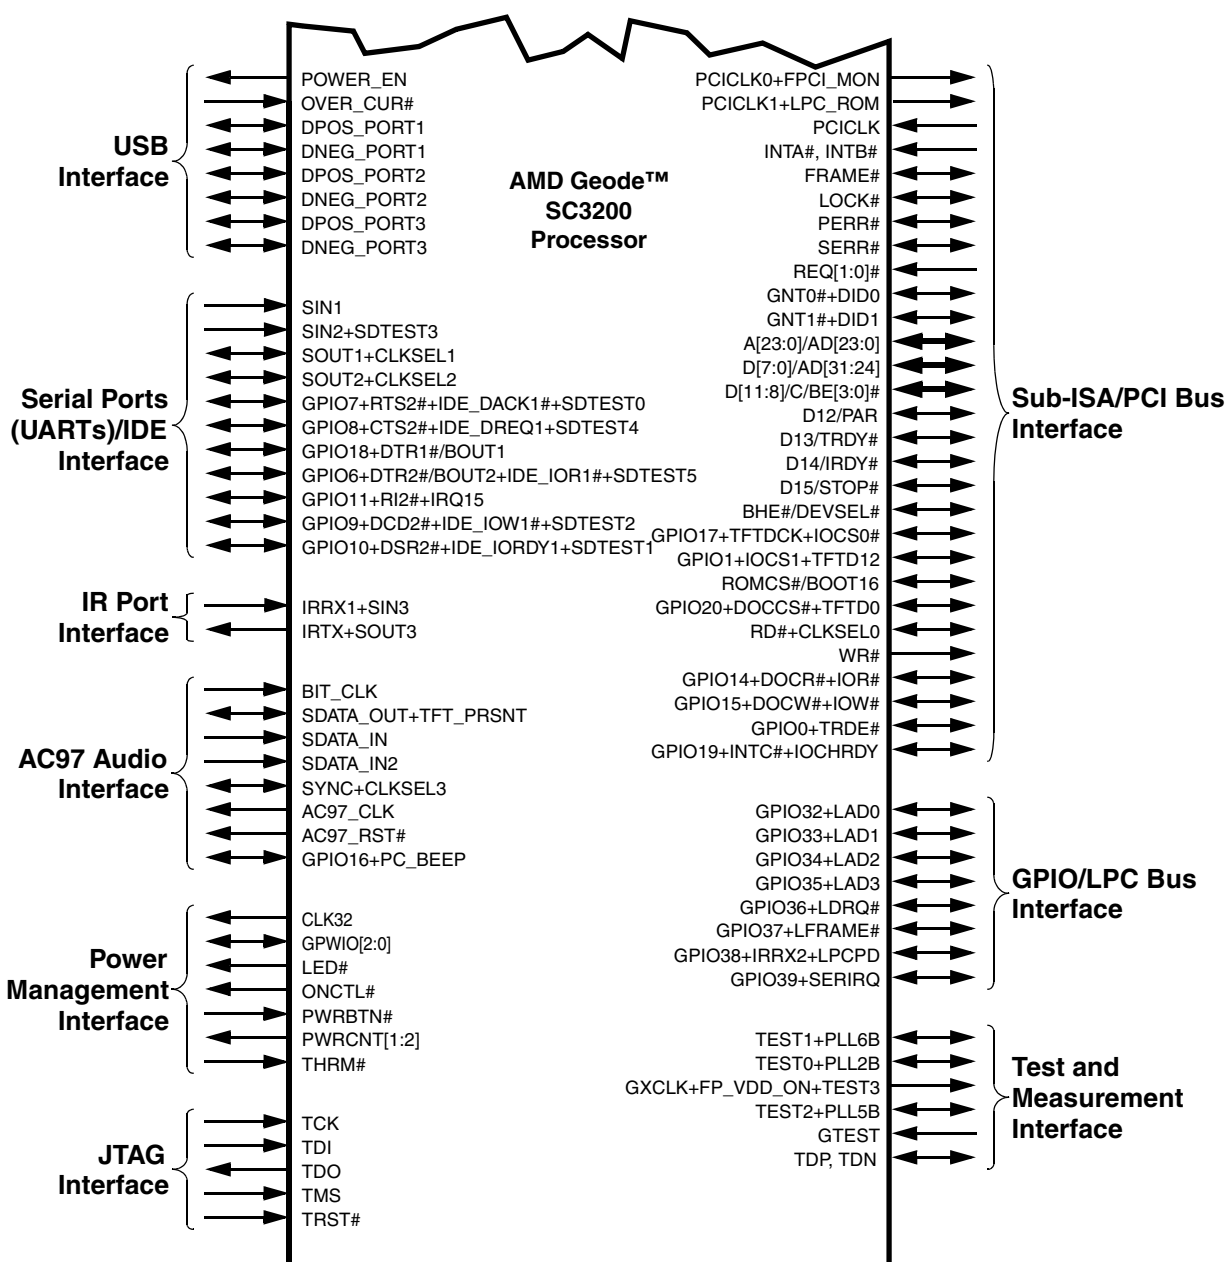 USB
Interface
POWER_EN
OVER_CUR#
DPOS_PORT1
DNEG_PORT1
DPOS_PORT2
DNEG_PORT2
DPOS_PORT3
DNEG_PORT3
Serial Ports
(UARTs)/IDE
Interface
SIN1
SIN2+SDTEST3
SOUT1+CLKSEL1
SOUT2+CLKSEL2
GPIO7+RTS2#+IDE_DACK1#+SDTEST0
GPIO8+CTS2#+IDE_DREQ1+SDTEST4
GPIO18+DTR1#/BOUT1
GPIO6+DTR2#/BOUT2+IDE_IOR1#+SDTEST5
GPIO11+RI2#+IRQ15
GPIO9+DCD2#+IDE_IOW1#+SDTEST2
GPIO10+DSR2#+IDE_IORDY1+SDTEST1
IR Port
Interface
IRRX1+SIN3
IRTX+SOUT3
AC97 Audio
Interface
BIT_CLK
SDATA_OUT+TFT_PRSNT
SDATA_IN
SDATA_IN2
SYNC+CLKSEL3
AC97_CLK
AC97_RST#
GPIO16+PC_BEEP
Power
Management
Interface
CLK32
GPWIO[2:0]
LED#
ONCTL#
PWRBTN#
PWRCNT[1:2]
THRM#
JTAG
Interface
TCK
TDI
TDO
TMS
TRST#
AMD Geode™
SC3200
Processor
PCICLK0+FPCI_MON
PCICLK1+LPC_ROM
PCICLK
INTA#, INTB#
FRAME#
LOCK#
PERR#
SERR#
REQ[1:0]#
GNT0#+DID0
GNT1#+DID1
A[23:0]/AD[23:0]
D[7:0]/AD[31:24]
D[11:8]/C/BE[3:0]#
D12/PAR
D13/TRDY#
D14/IRDY#
D15/STOP#
BHE#/DEVSEL#
GPIO17+TFTDCK+IOCS0#
GPIO1+IOCS1+TFTD12
ROMCS#/BOOT16
GPIO20+DOCCS#+TFTD0
RD#+CLKSEL0
WR#
GPIO14+DOCR#+IOR#
GPIO15+DOCW#+IOW#
GPIO0+TRDE#
GPIO19+INTC#+IOCHRDY
Sub-ISA/PCI Bus
Interface
GPIO32+LAD0
GPIO33+LAD1
GPIO34+LAD2
GPIO35+LAD3
GPIO36+LDRQ#
GPIO37+LFRAME#
GPIO38+IRRX2+LPCPD
GPIO39+SERIRQ
GPIO/LPC Bus
Interface
TEST1+PLL6B
TEST0+PLL2B
GXCLK+FP_VDD_ON+TEST3
TEST2+PLL5B
GTEST
TDP, TDN
Test and
Measurement
Interface